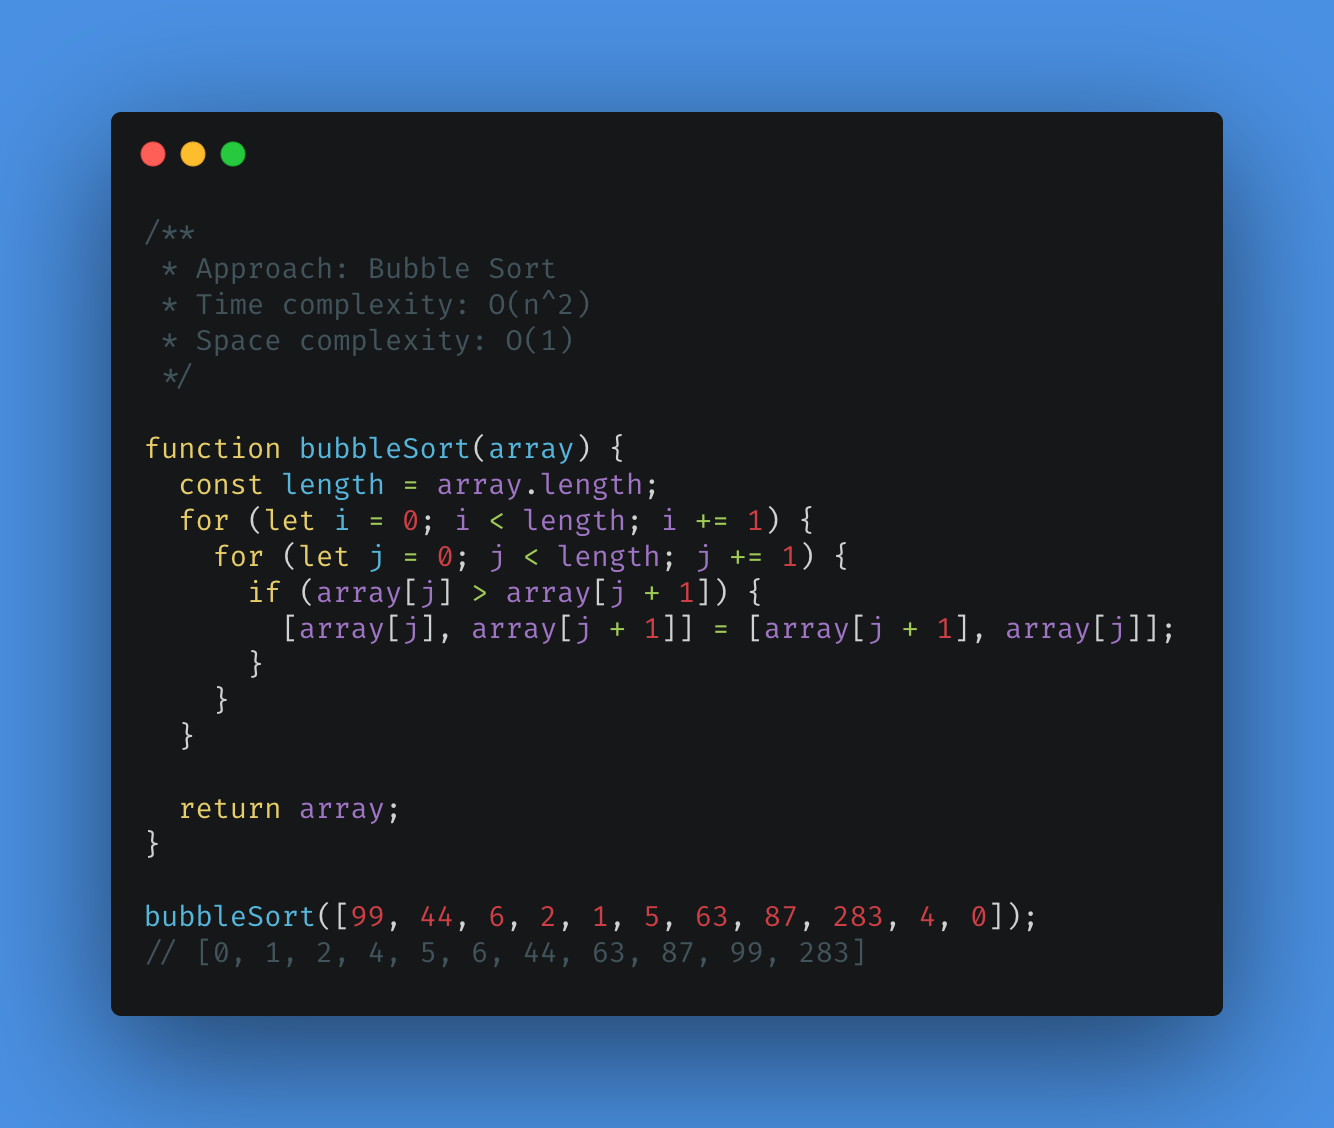 /**
 * Approach: Bubble Sort
 * Time complexity: O(n^2)
 * Space complexity: O(1)
 */

function bubbleSort(array) {
  const length = array.length;
  for (let i = 0; i < length; i += 1) {
    for (let j = 0; j < length; j += 1) {
      if (array[j] > array[j + 1]) {
        [array[j], array[j + 1]] = [array[j + 1], array[j]];
      }
    }
  }

  return array;
}

bubbleSort([99, 44, 6, 2, 1, 5, 63, 87, 283, 4, 0]);
// [0, 1, 2, 4, 5, 6, 44, 63, 87, 99, 283]